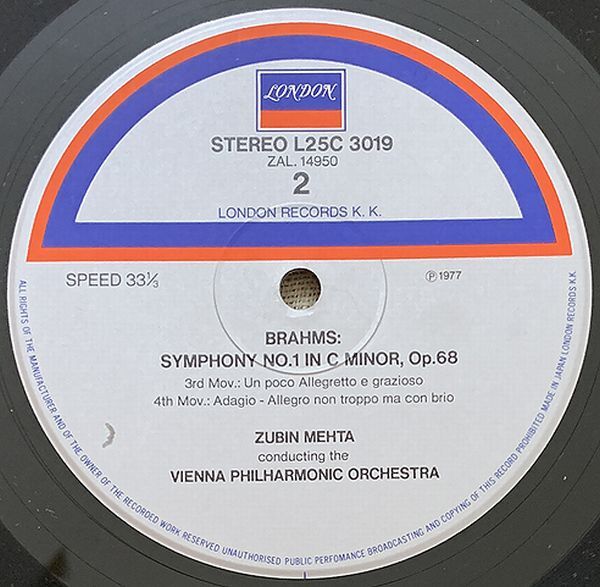 LONDON
STEREO L25C 3019
ZAL. 14950
2
LONDON RECORDS K. K.
SPEED 33⅓
Ⓟ1977
BRAHMS:
SYMPHONY NO.1 IN C MINOR, Op.68
3rd Mov.: Un poco Allegretto e grazioso
4th Mov.: Adagio - Allegro non troppo ma con brio
ZUBIN MEHTA
conducting the
VIENNA PHILHARMONIC ORCHESTRA
ALL RIGHTS OF THE MANUFACTURER AND OF THE OWNER OF THE RECORDED WORK RESERVED UNAUTHORISED PUBLIC PERFOMANCE BROADCASTING AND COPYING OF THIS RECORD PROHIBITED MADE IN JAPAN LONDON RECORDS K.K.